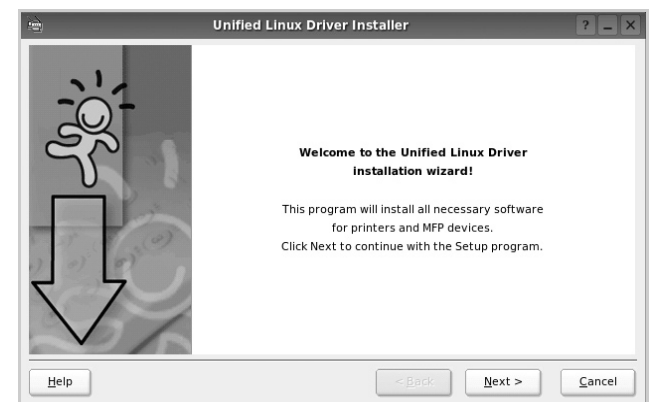 Unified Linux Driver Installer
Welcome to the Unified Linux Driver
installation wizard!
This program will install all necessary software
for printers and MFP devices.
Click Next to continue with the Setup program.
Help
< Back
Next >
Cancel